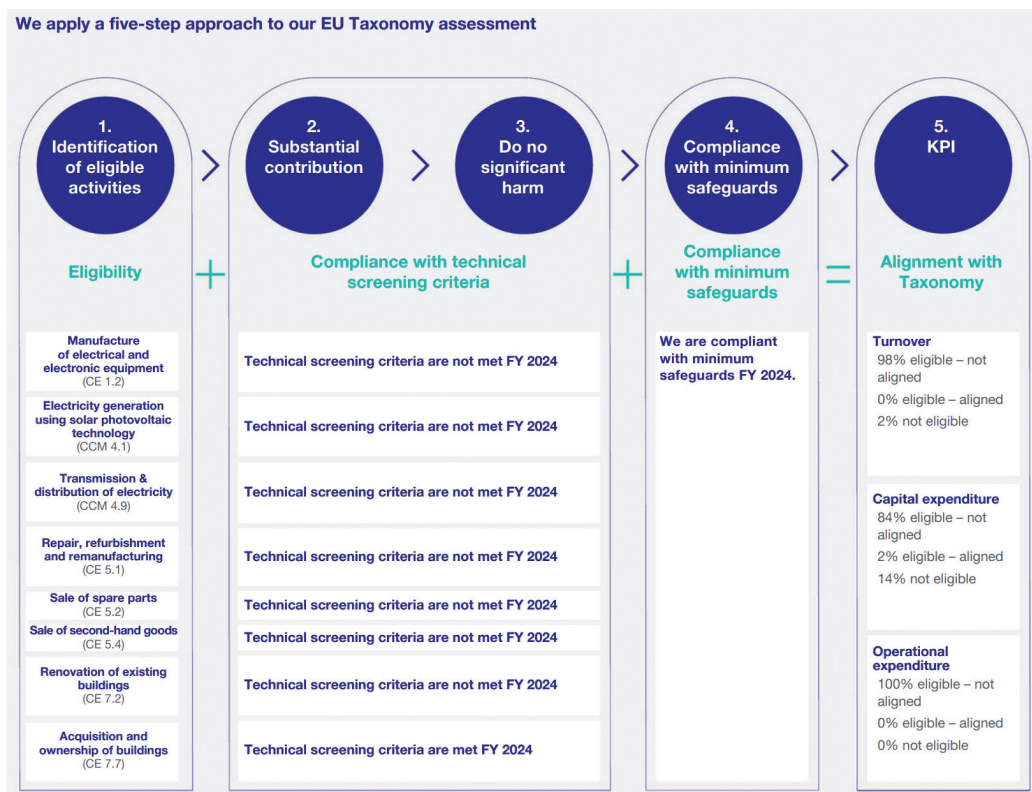 We apply a five-step approach to our EU Taxonomy assessment
1.
Identification
of eligible
activities
2.
Substantial
contribution
3.
Do no
significant
harm
4.
Compliance
with minimum
safeguards
5.
KPI
Eligibility
Compliance with technical
screening criteria
Compliance
with minimum
safeguards
Alignment with
Taxonomy
Manufacture
of electrical and
electronic equipment
(CE 1.2)
Technical screening criteria are not met FY 2024
Electricity generation
using solar photovoltaic
technology
(CCM 4.1)
Technical screening criteria are not met FY 2024
Transmission &
distribution of electricity
(CCM 4.9)
Technical screening criteria are not met FY 2024
Repair, refurbishment
and remanufacturing
(CE 5.1)
Technical screening criteria are not met FY 2024
Sale of spare parts
(CE 5.2)
Technical screening criteria are not met FY 2024
Sale of second-hand goods
(CE 5.4)
Technical screening criteria are not met FY 2024
Renovation of existing
buildings
(CE 7.2)
Technical screening criteria are not met FY 2024
Acquisition and
ownership of buildings
(CE 7.7)
Technical screening criteria are met FY 2024
We are compliant
with minimum
safeguards FY 2024.
Turnover
98% eligible – not
aligned
0% eligible – aligned
2% not eligible
Capital expenditure
84% eligible – not
aligned
2% eligible – aligned
14% not eligible
Operational
expenditure
100% eligible – not
aligned
0% eligible – aligned
0% not eligible